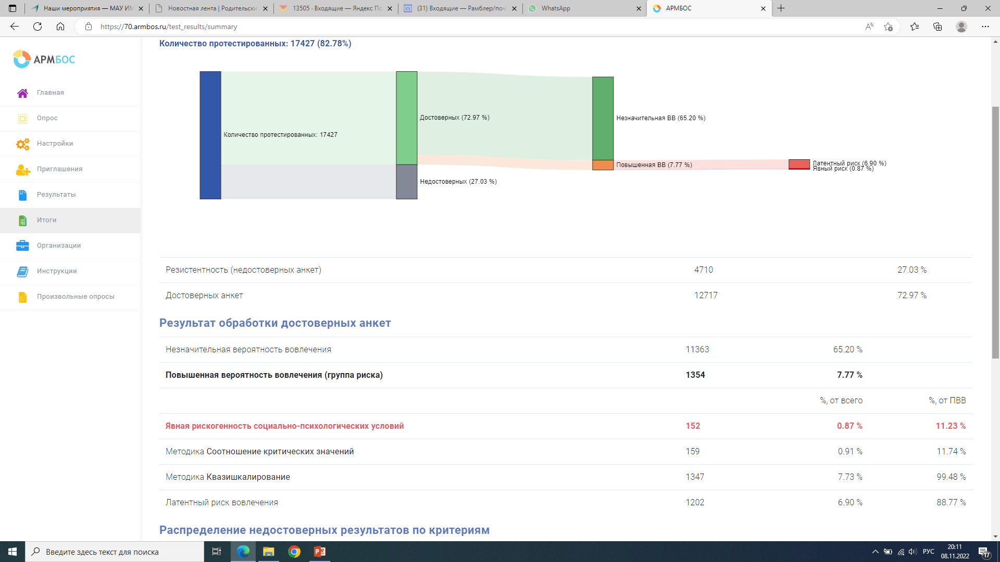 Наши мероприятия — МАУ ИМ
Новостная лента | Родительски
13505 · Входящие — Яндекс По
(31) Входящие — Рамблер/поч
WhatsApp
АРМБОС
https://70.armbos.ru/test_results/summary
АРМБОС
Главная
Опрос
Настройки
Приглашения
Результаты
Итоги
Организации
Инструкции
Произвольные опросы
Количество протестированных: 17427 (82.78%)
Количество протестированных: 17427
Достоверных (72.97 %)
Недостоверных (27.03 %)
Незначительная ВВ (65.20 %)
Повышенная ВВ (7.77 %)
Латентный риск (6.90 %)
Явный риск (0.87 %)
Резистентность (недостоверных анкет) 4710 27.03 %
Достоверных анкет 12717 72.97 %
Результат обработки достоверных анкет
Незначительная вероятность вовлечения 11363 65.20 %
Повышенная вероятность вовлечения (группа риска) 1354 7.77 %
%, от всего %, от ПВВ
Явная рискогенность социально-психологических условий 152 0.87 % 11.23 %
Методика Соотношение критических значений 159 0.91 % 11.74 %
Методика Квазишкалирование 1347 7.73 % 99.48 %
Латентный риск вовлечения 1202 6.90 % 88.77 %
Распределение недостоверных результатов по критериям
Введите здесь текст для поиска
РУС
20:11
08.11.2022
17